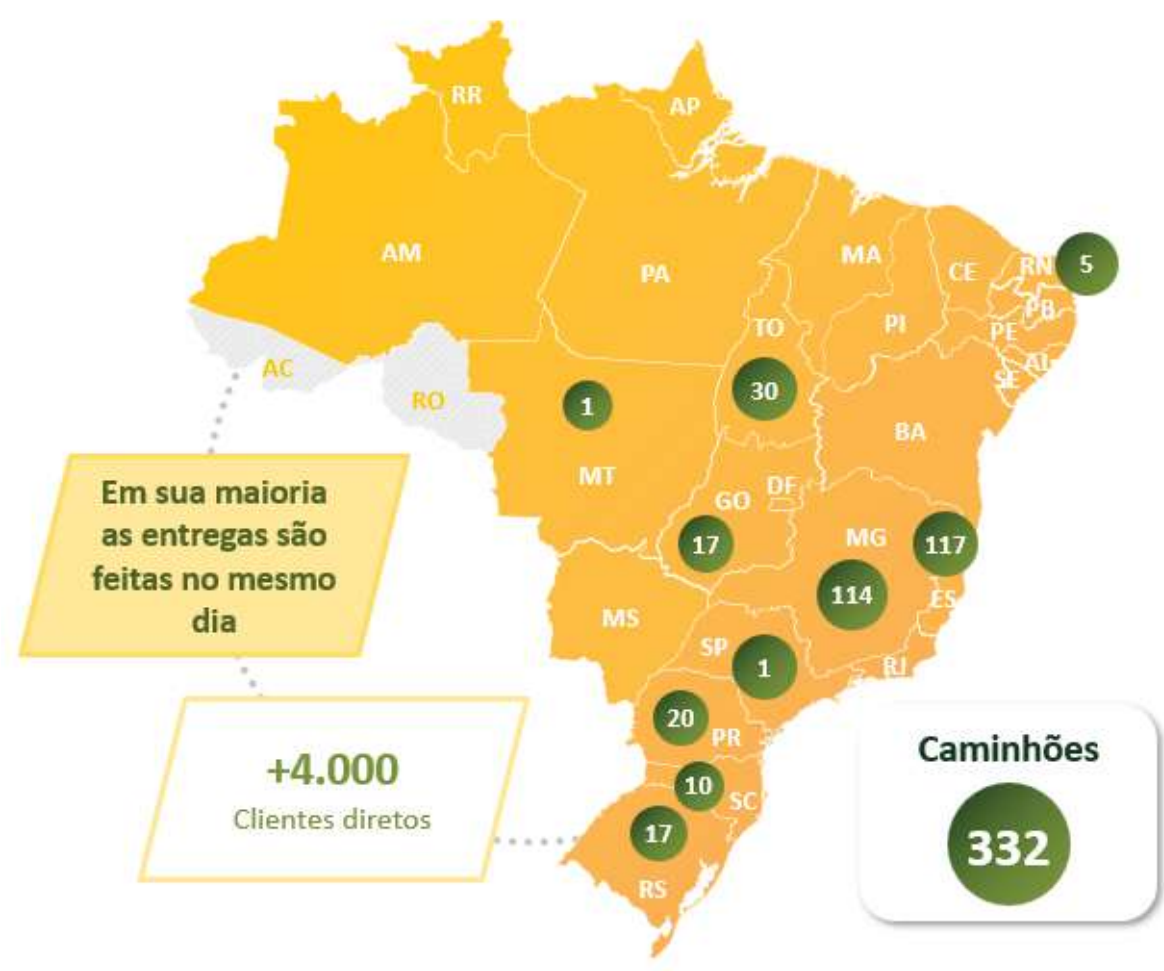 RR
AP
AM
PA
MA
CE
RN
5
PB
PI
PE
TO
AL
SE
AC
RO
30
1
BA
MT
GO
DF
MG
17
117
114
ES
MS
SP
1
RJ
20
PR
10
SC
17
RS
Em sua maioria
as entregas são
feitas no mesmo
dia
+4.000
Clientes diretos
Caminhões
332